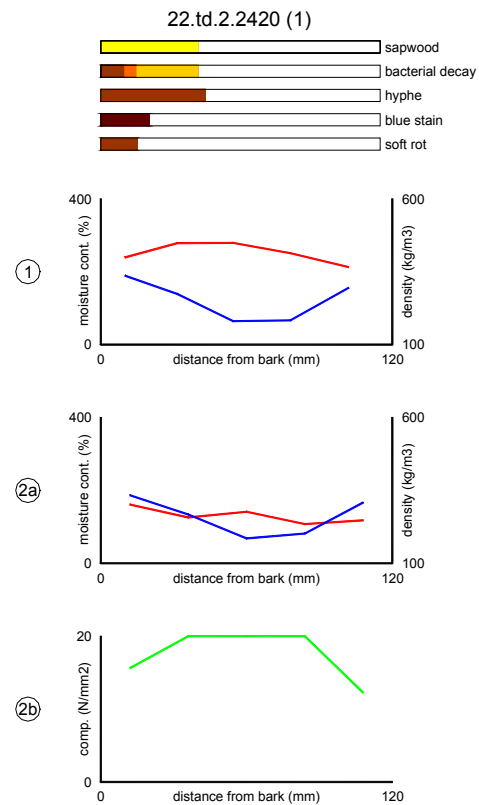 22.td.2.2420 (1)
sapwood
bacterial decay
hyphe
blue stain
soft rot
1
400
600
moisture cont. (%)
density (kg/m3)
0
100
0
distance from bark (mm)
120
2a
400
600
moisture cont. (%)
density (kg/m3)
0
100
0
distance from bark (mm)
120
2b
20
comp. (N/mm2)
0
0
distance from bark (mm)
120